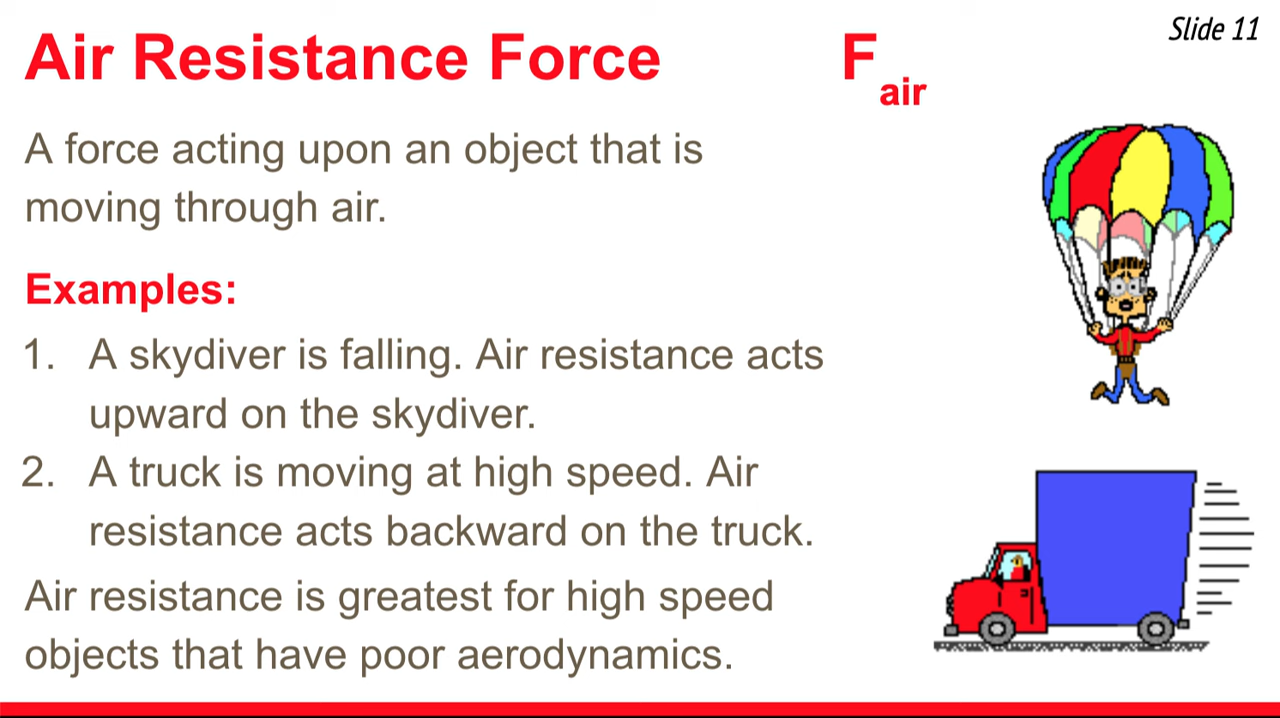 Slide 11
Air Resistance Force F air
A force acting upon an object that is
moving through air.
Examples:
1. A skydiver is falling. Air resistance acts
upward on the skydiver.
2. A truck is moving at high speed. Air
resistance acts backward on the truck.
Air resistance is greatest for high speed
objects that have poor aerodynamics.